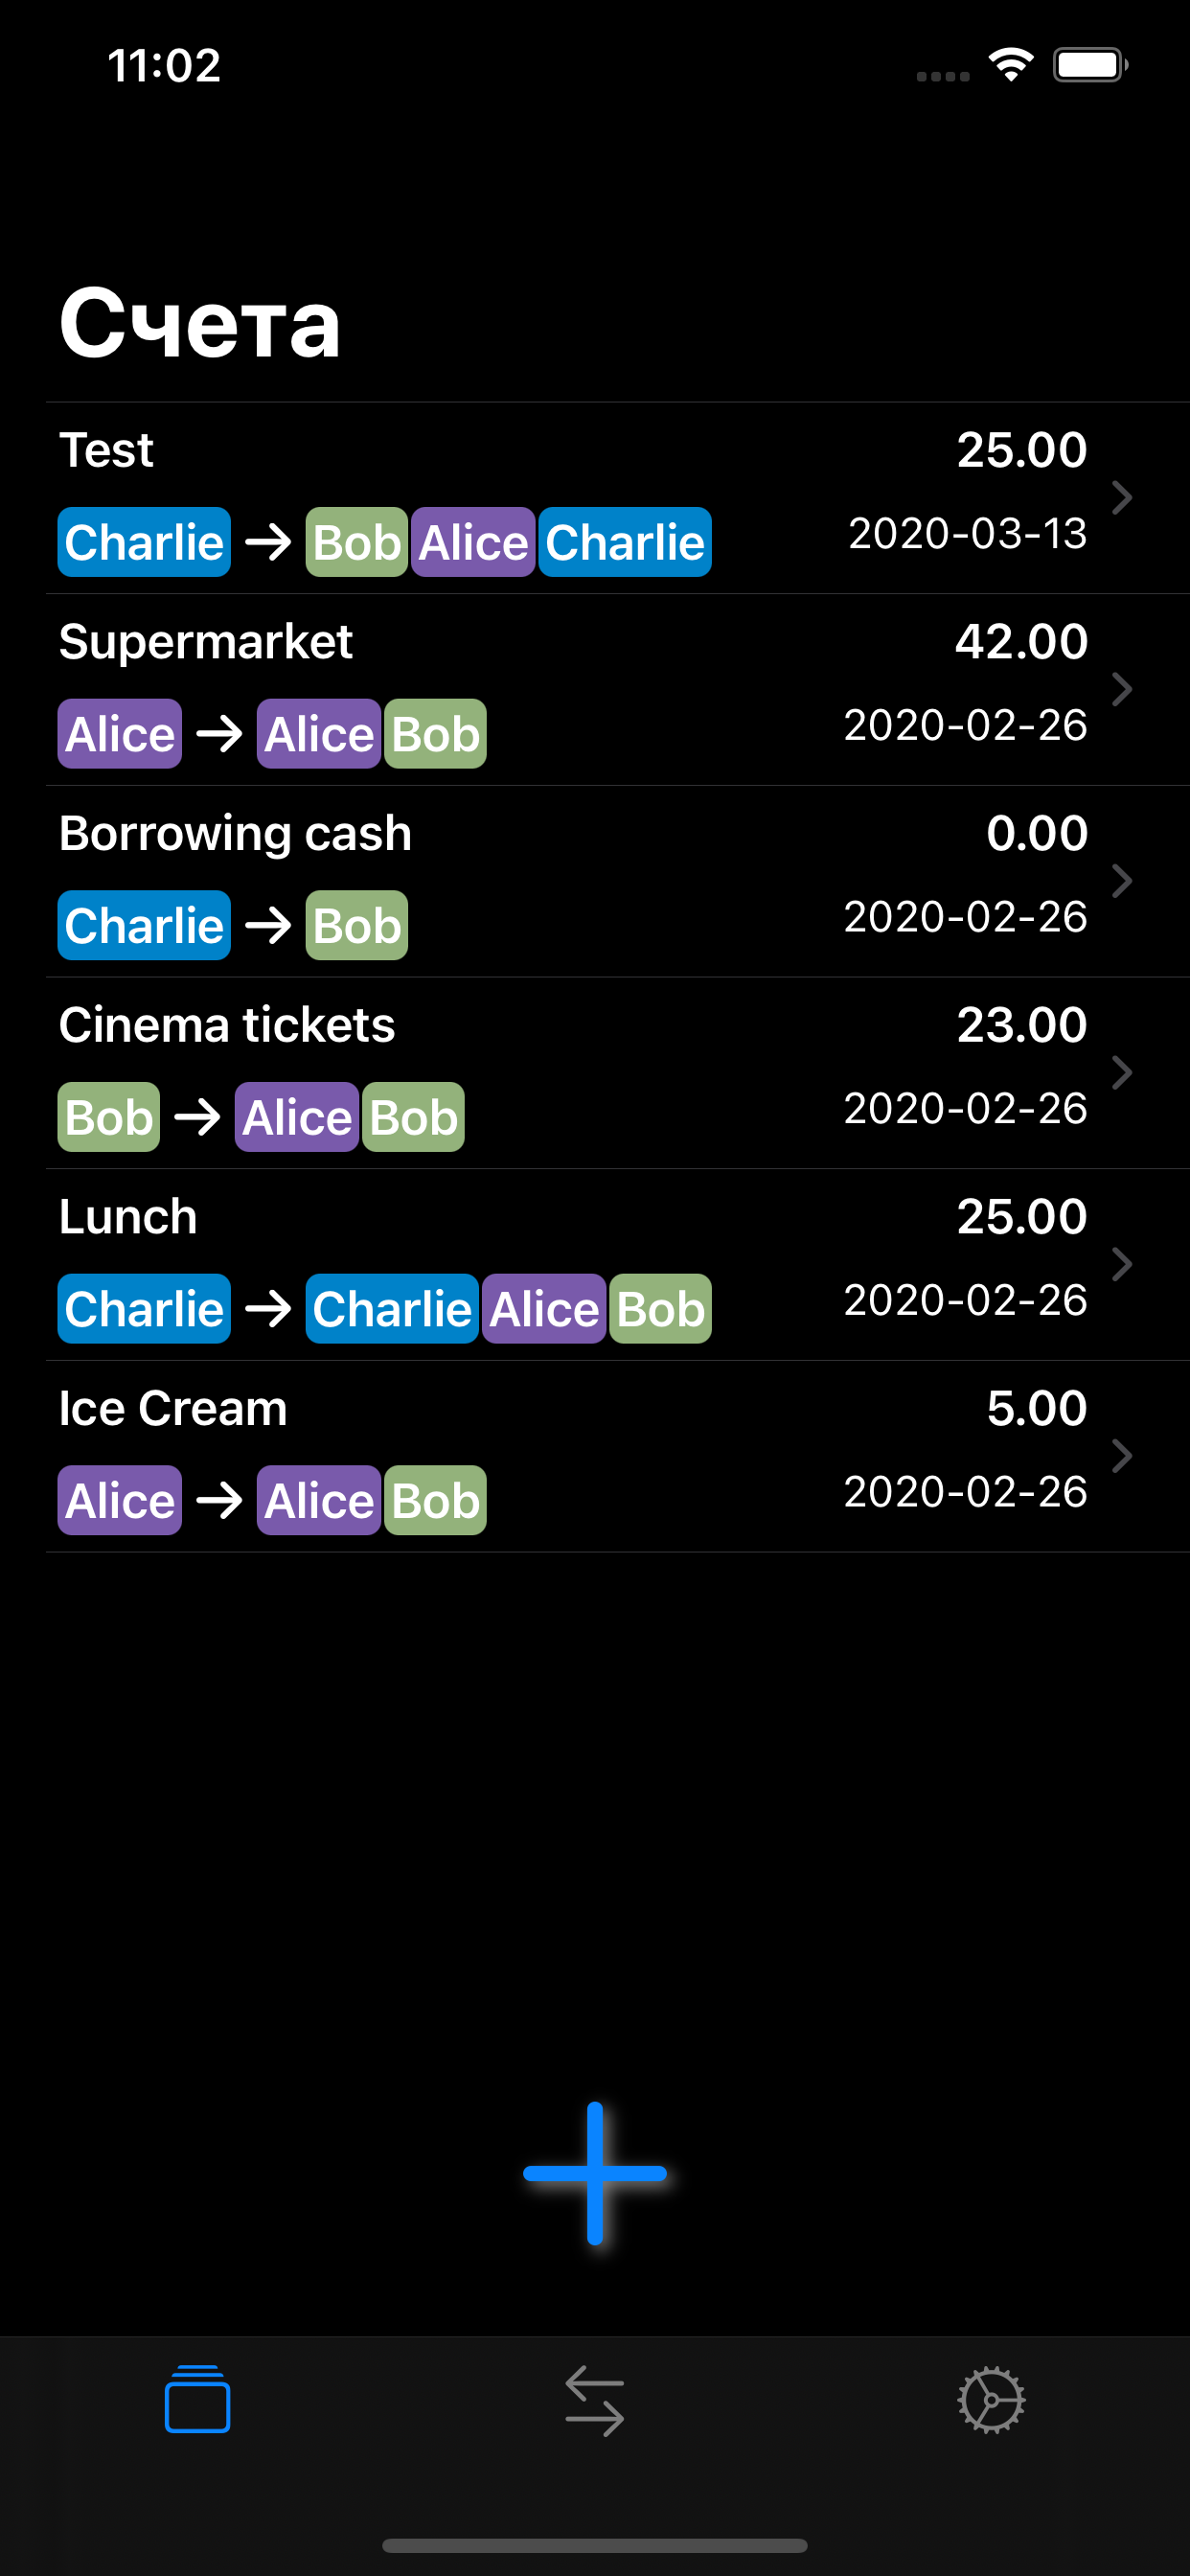 11:02
Счета
Test 25.00
Charlie → Bob Alice Charlie 2020-03-13
Supermarket 42.00
Alice → Alice Bob 2020-02-26
Borrowing cash 0.00
Charlie → Bob 2020-02-26
Cinema tickets 23.00
Bob → Alice Bob 2020-02-26
Lunch 25.00
Charlie → Charlie Alice Bob 2020-02-26
Ice Cream 5.00
Alice → Alice Bob 2020-02-26